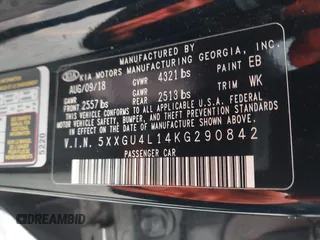 MANUFACTURED BY
KIA KIA MOTORS MANUFACTURING GEORGIA, INC.
AUG/09/18 GVWR 4321 lbs PAINT EB
GAWR FRONT 2557 lbs GAWR 2513 lbs TRIM WK
THIS VEHICLE CONFORMS TO ALL APPLICABLE
U.S. FEDERAL MOTOR VEHICLE SAFETY, BUMPER,
AND THEFT PREVENTION STANDARDS IN EFFECT
ON THE DATE OF MANUFACTURE SHOWN ABOVE.
V.I.N. 5XXGU4L14KG290842
PASSENGER CAR
5220
DREAMBID